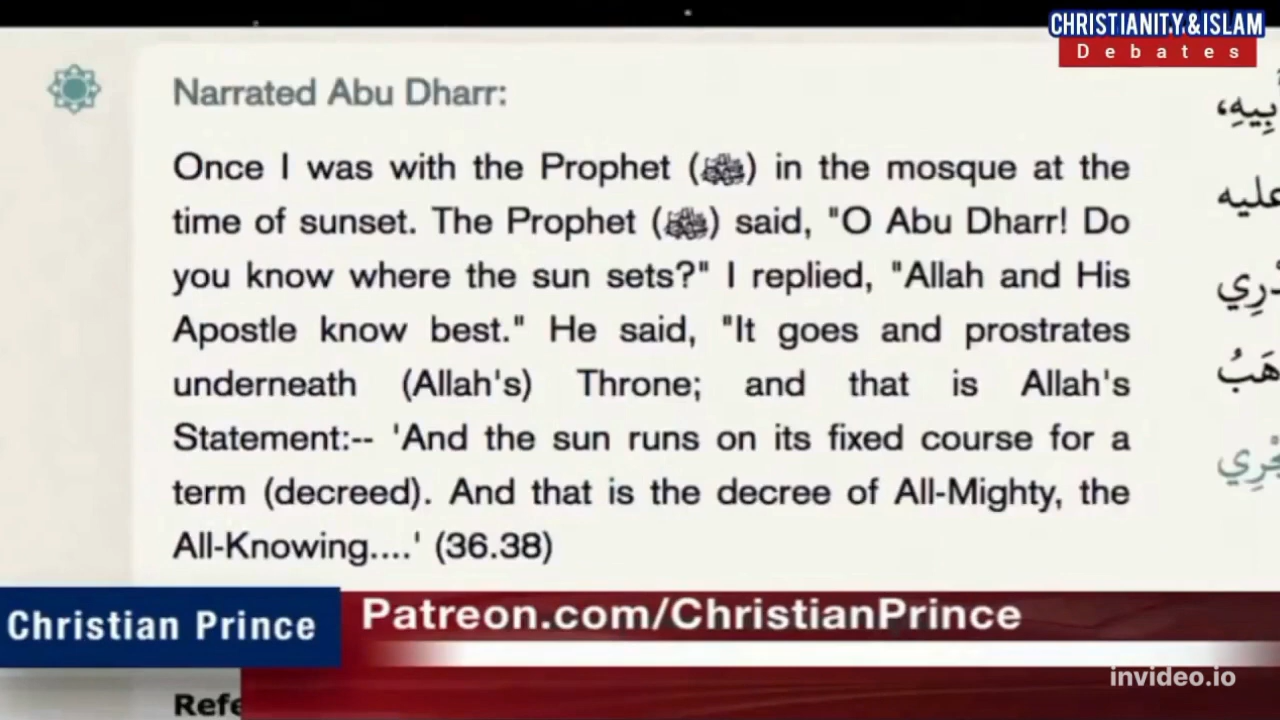 CHRISTIANITY & ISLAM
Debates
Narrated Abu Dharr:
Once I was with the Prophet (ﷺ) in the mosque at the
time of sunset. The Prophet (ﷺ) said, "O Abu Dharr! Do
you know where the sun sets?" I replied, "Allah and His
Apostle know best." He said, "It goes and prostrates
underneath (Allah's) Throne; and that is Allah's
Statement:-- 'And the sun runs on its fixed course for a
term (decreed). And that is the decree of All-Mighty, the
All-Knowing....' (36.38)
Christian Prince
Patreon.com/ChristianPrince
invideo.io
Refe